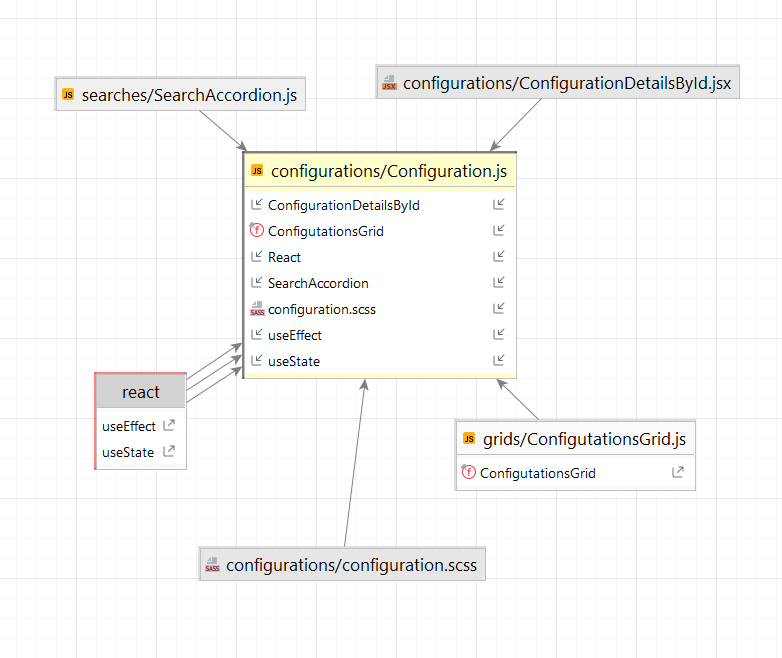 JS searches/SearchAccordion.js
JSX configurations/ConfigurationDetailsById.jsx
JS configurations/Configuration.js
ConfigurationDetailsById
f ConfigutationsGrid
React
SearchAccordion
SASS configuration.scss
useEffect
useState
react
useEffect
useState
JS grids/ConfigutationsGrid.js
f ConfigutationsGrid
SASS configurations/configuration.scss